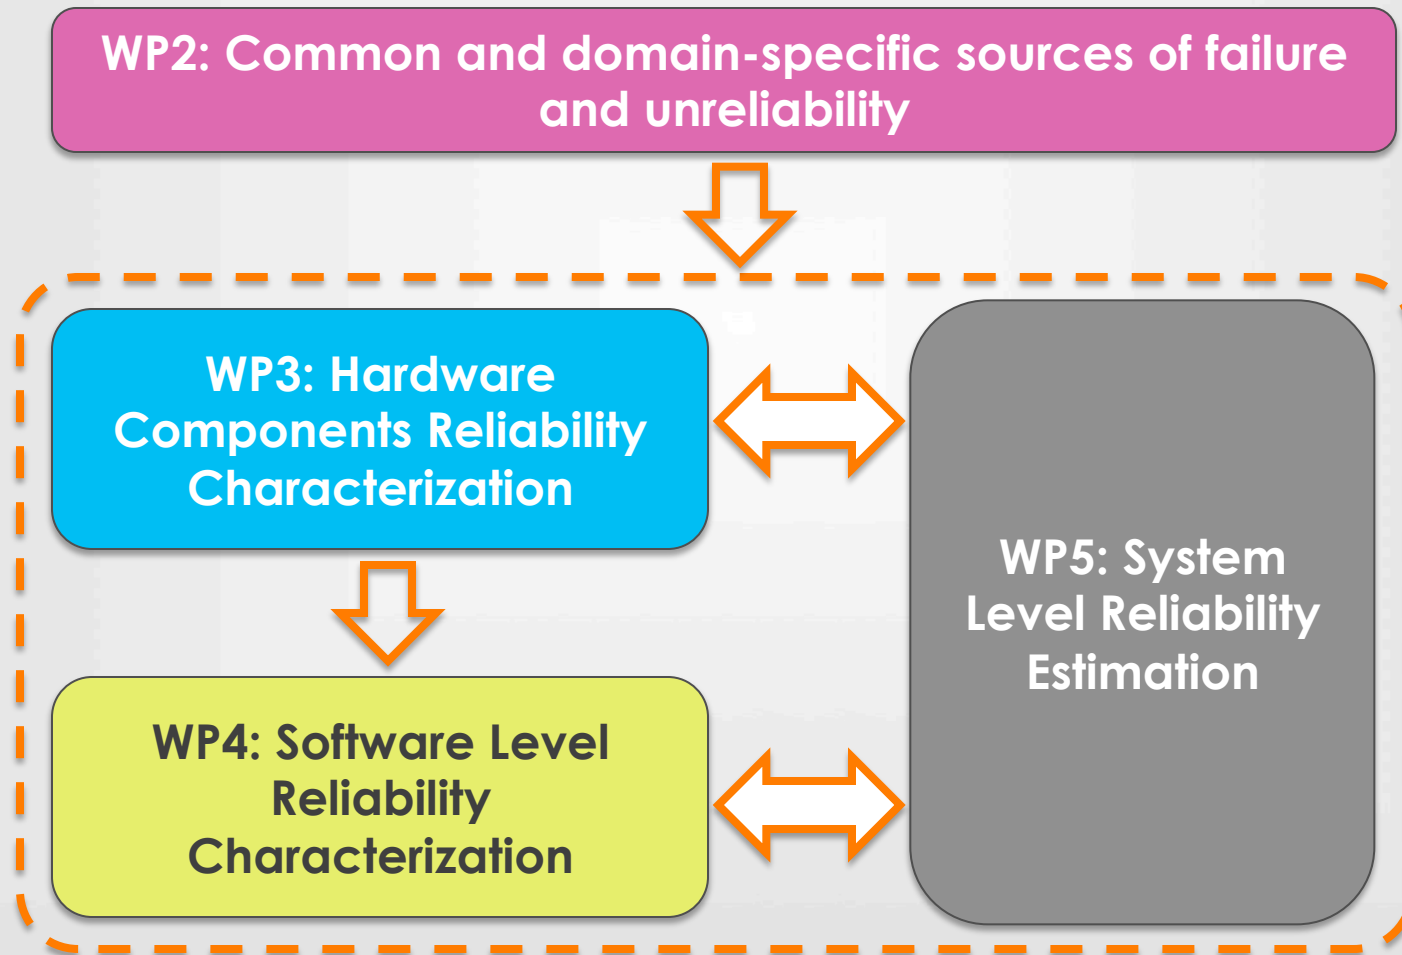 WP2: Common and domain-specific sources of failure
and unreliability
WP3: Hardware
Components Reliability
Characterization
WP4: Software Level
Reliability
Characterization
WP5: System
Level Reliability
Estimation